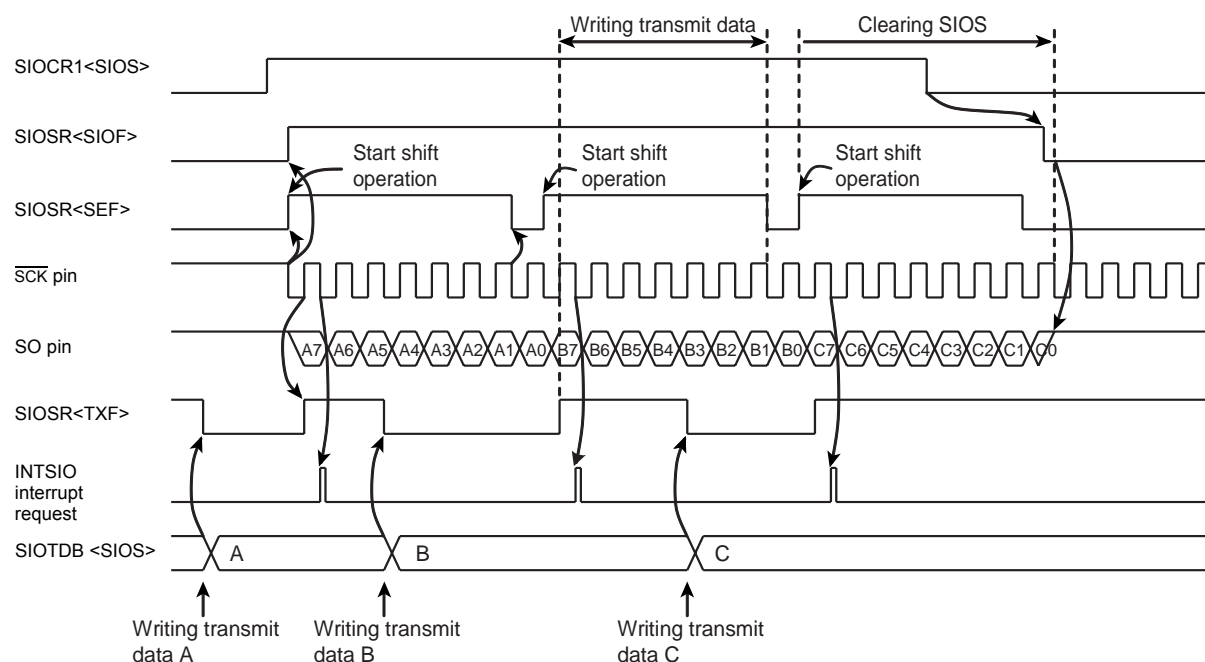 Writing transmit data
Clearing SIOS
SIOCR1<SIOS>
SIOSR<SIOF>
Start shift
operation
Start shift
operation
Start shift
operation
SIOSR<SEF>
SCK pin
SO pin
A7 A6 A5 A4 A3 A2 A1 A0 B7 B6 B5 B4 B3 B2 B1 B0 C7 C6 C5 C4 C3 C2 C1 C0
SIOSR<TXF>
INTSIO
interrupt
request
SIOTDB <SIOS>
A B C
Writing transmit
data A
Writing transmit
data B
Writing transmit
data C